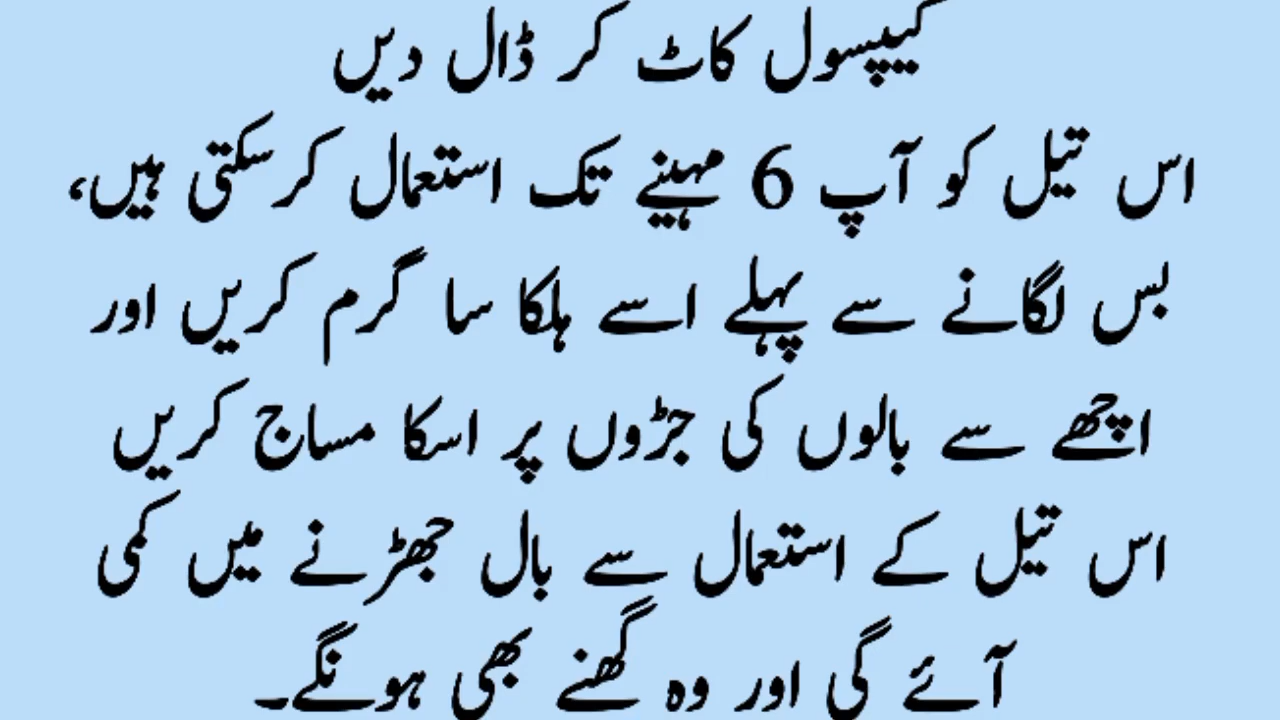 کیپسول کاٹ کر ڈال دیں
اس تیل کو آپ 6 مہینے تک استعمال کرسکتی ہیں،
بس لگانے سے پہلے اسے ہلکا سا گرم کریں اور
اچھے سے بالوں کی جڑوں پر اسکا مساج کریں
اس تیل کے استعمال سے بال جھڑنے میں کمی
آئے گی اور وہ گھنے بھی ہونگے۔